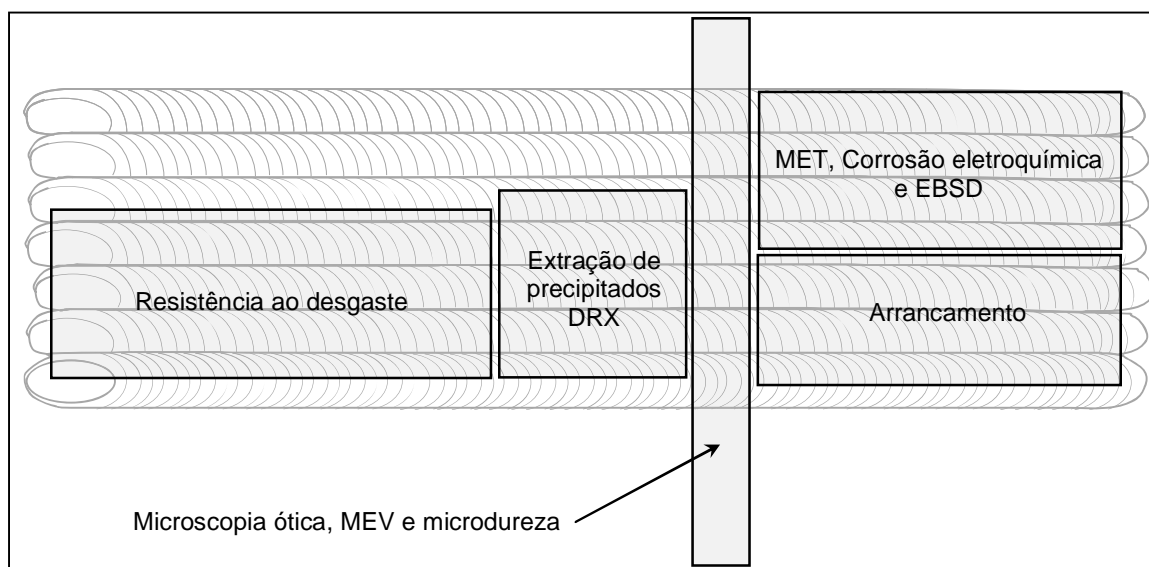 MET, Corrosão eletroquímica
e EBSD
Extração de
precipitados
DRX
Resistência ao desgaste
Arrancamento
Microscopia ótica, MEV e microdureza